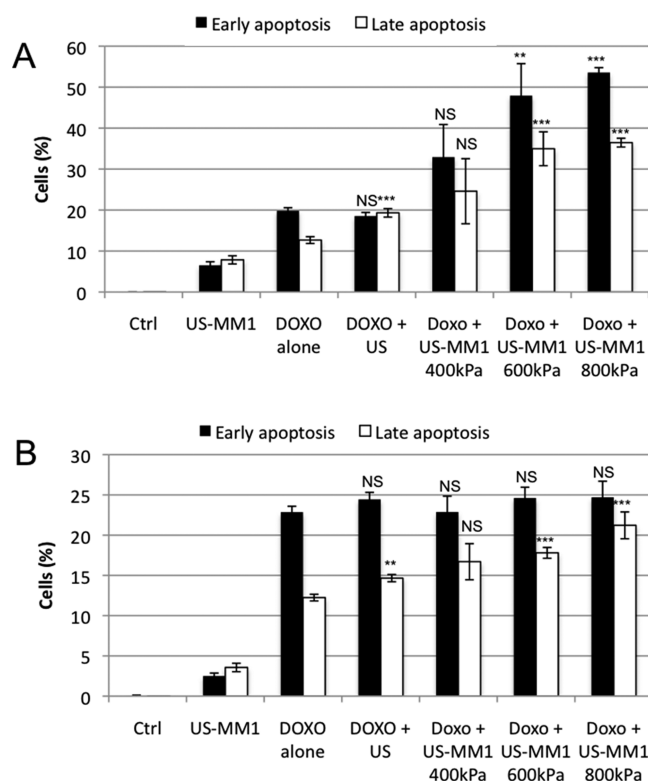 A
Early apoptosis Late apoptosis
60
50
40
30
20
10
0
Cells (%)
NS ***
NS NS
** ***
*** ***
Ctrl US-MM1 DOXO alone DOXO + US Doxo + US-MM1 400kPa Doxo + US-MM1 600kPa Doxo + US-MM1 800kPa
B
Early apoptosis Late apoptosis
30
25
20
15
10
5
0
Cells (%)
NS **
NS NS
NS ***
NS ***
Ctrl US-MM1 DOXO alone DOXO + US Doxo + US-MM1 400kPa Doxo + US-MM1 600kPa Doxo + US-MM1 800kPa